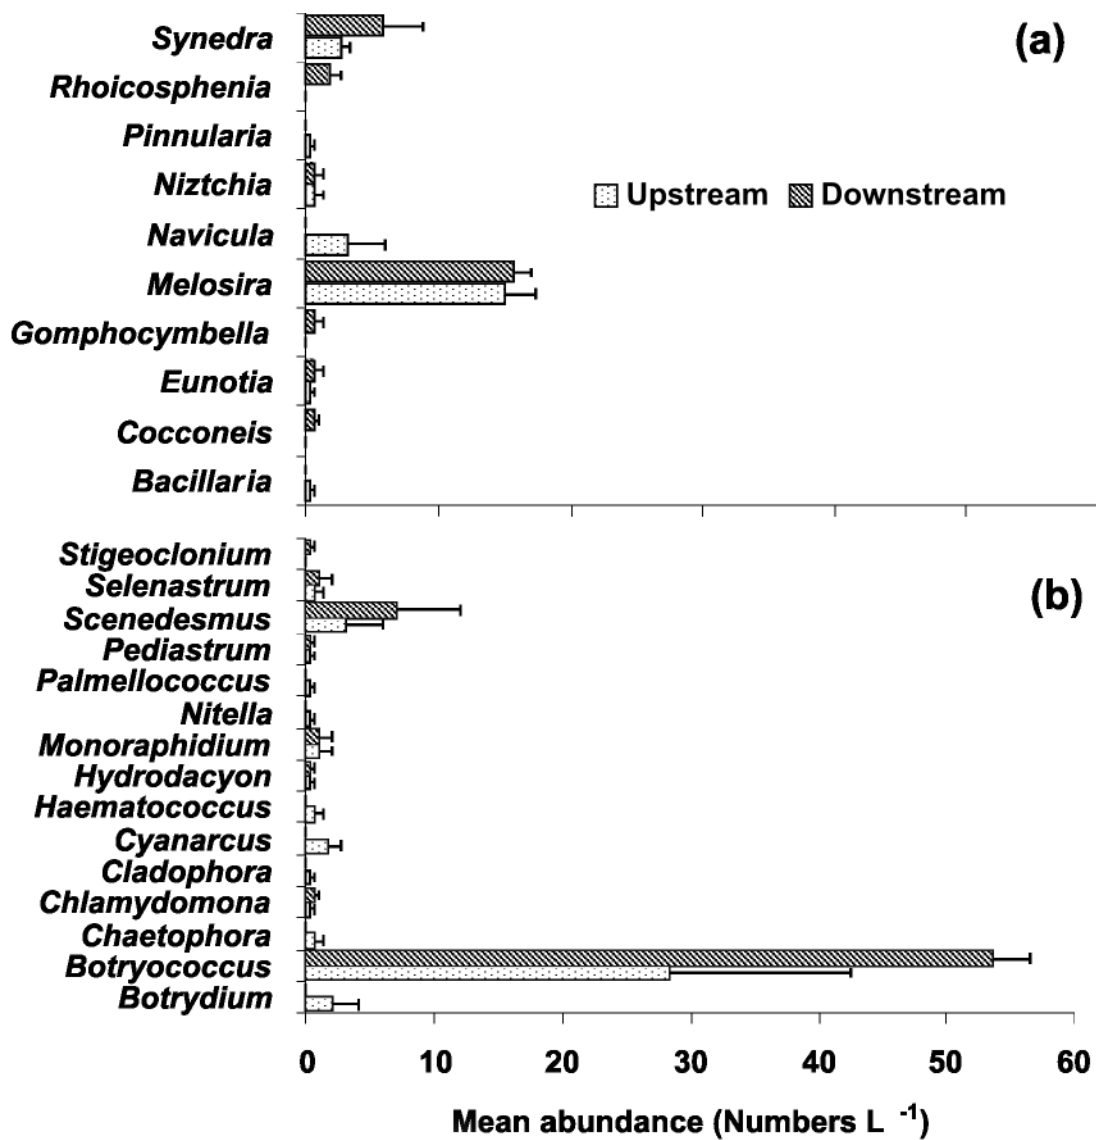 Synedra
(a)
Rhoicosphenia
Pinnularia
Niztchia
Upstream Downstream
Navicula
Melosira
Gomphocymbella
Eunotia
Cocconeis
Bacillaria
Stigeoclonium
Selenastrum
(b)
Scenedesmus
Pediastrum
Palmellococcus
Nitella
Monoraphidium
Hydrodacyon
Haematococcus
Cyanarcus
Cladophora
Chlamydomona
Chaetophora
Botryococcus
Botrydium
0 10 20 30 40 50 60
Mean abundance (Numbers L -1)